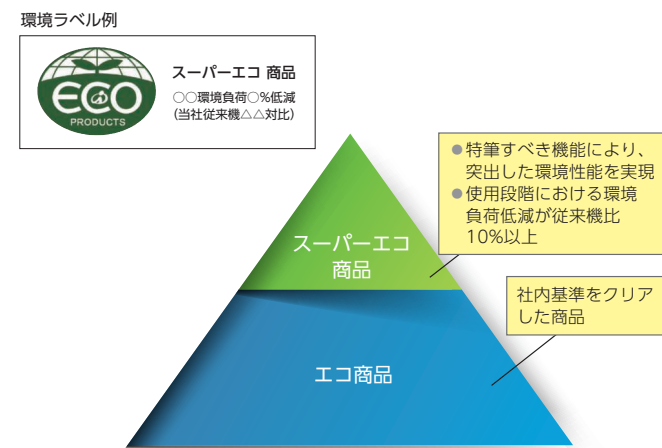 環境ラベル例
ECO
PRODUCTS
スーパーエコ 商品
○○環境負荷○%低減
(当社従来機△△対比)
●特筆すべき機能により、
突出した環境性能を実現
●使用段階における環境
負荷低減が従来機比
10%以上
スーパーエコ
商品
社内基準をクリア
した商品
エコ商品